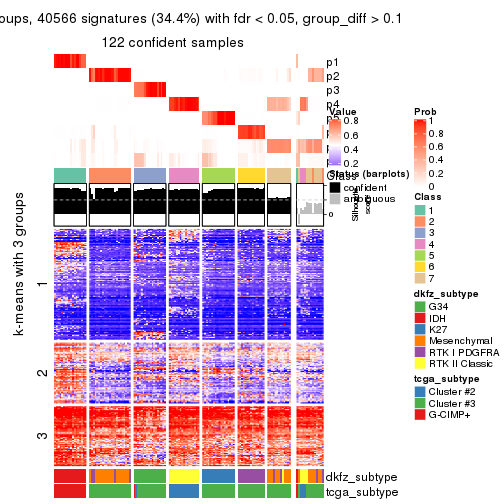 oups, 40566 signatures (34.4%) with fdr < 0.05, group_diff > 0.1
122 confident samples
p1
p2
p3
p4
Value
0.8
0.6
0.4
0.2
Status (barplots)
confident
ambiguous
0
Silhouette
score
k-means with 3 groups
1
2
3
dkfz_subtype
tcga_subtype
Prob
1
0.8
0.6
0.4
0.2
0
Class
1
2
3
4
5
6
7
dkfz_subtype
G34
IDH
K27
Mesenchymal
RTK I PDGFRA
RTK II Classic
tcga_subtype
Cluster #2
Cluster #3
G-CIMP+